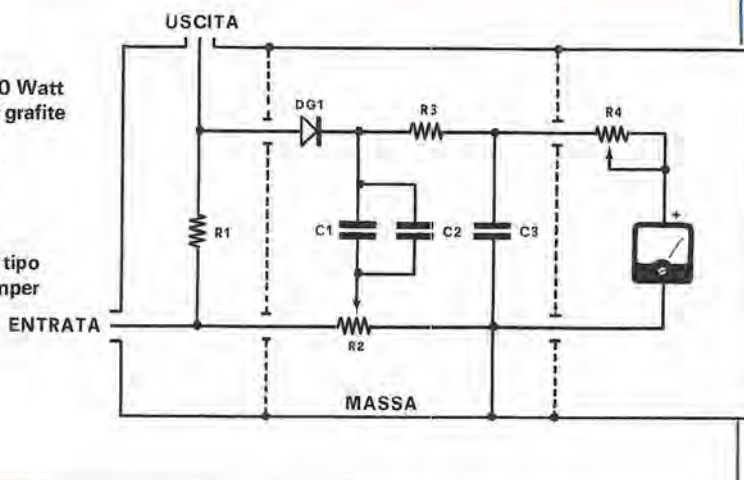 USCITA
0 Watt
grafite
DG1
R3
R4
R1
C1
C2
C3
+
tipo
mper
ENTRATA
R2
MASSA